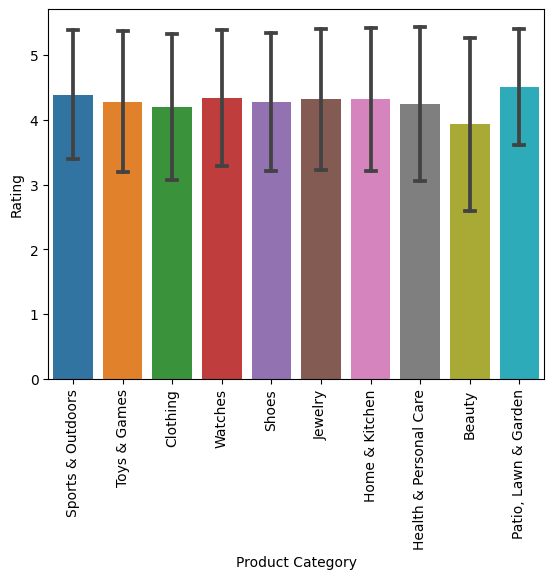 5
4
3
2
1
0
Rating
Sports & Outdoors
Toys & Games
Clothing
Watches
Shoes
Jewelry
Home & Kitchen
Health & Personal Care
Beauty
Patio, Lawn & Garden
Product Category